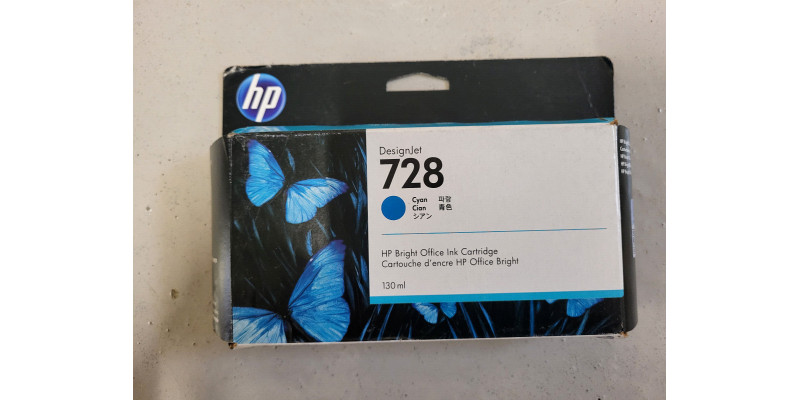 hp
DesignJet
728
Cyan 파랑
Cian 青色
シアン
HP Bright Office Ink Cartridge
Cartouche d'encre HP Office Bright
130 ml